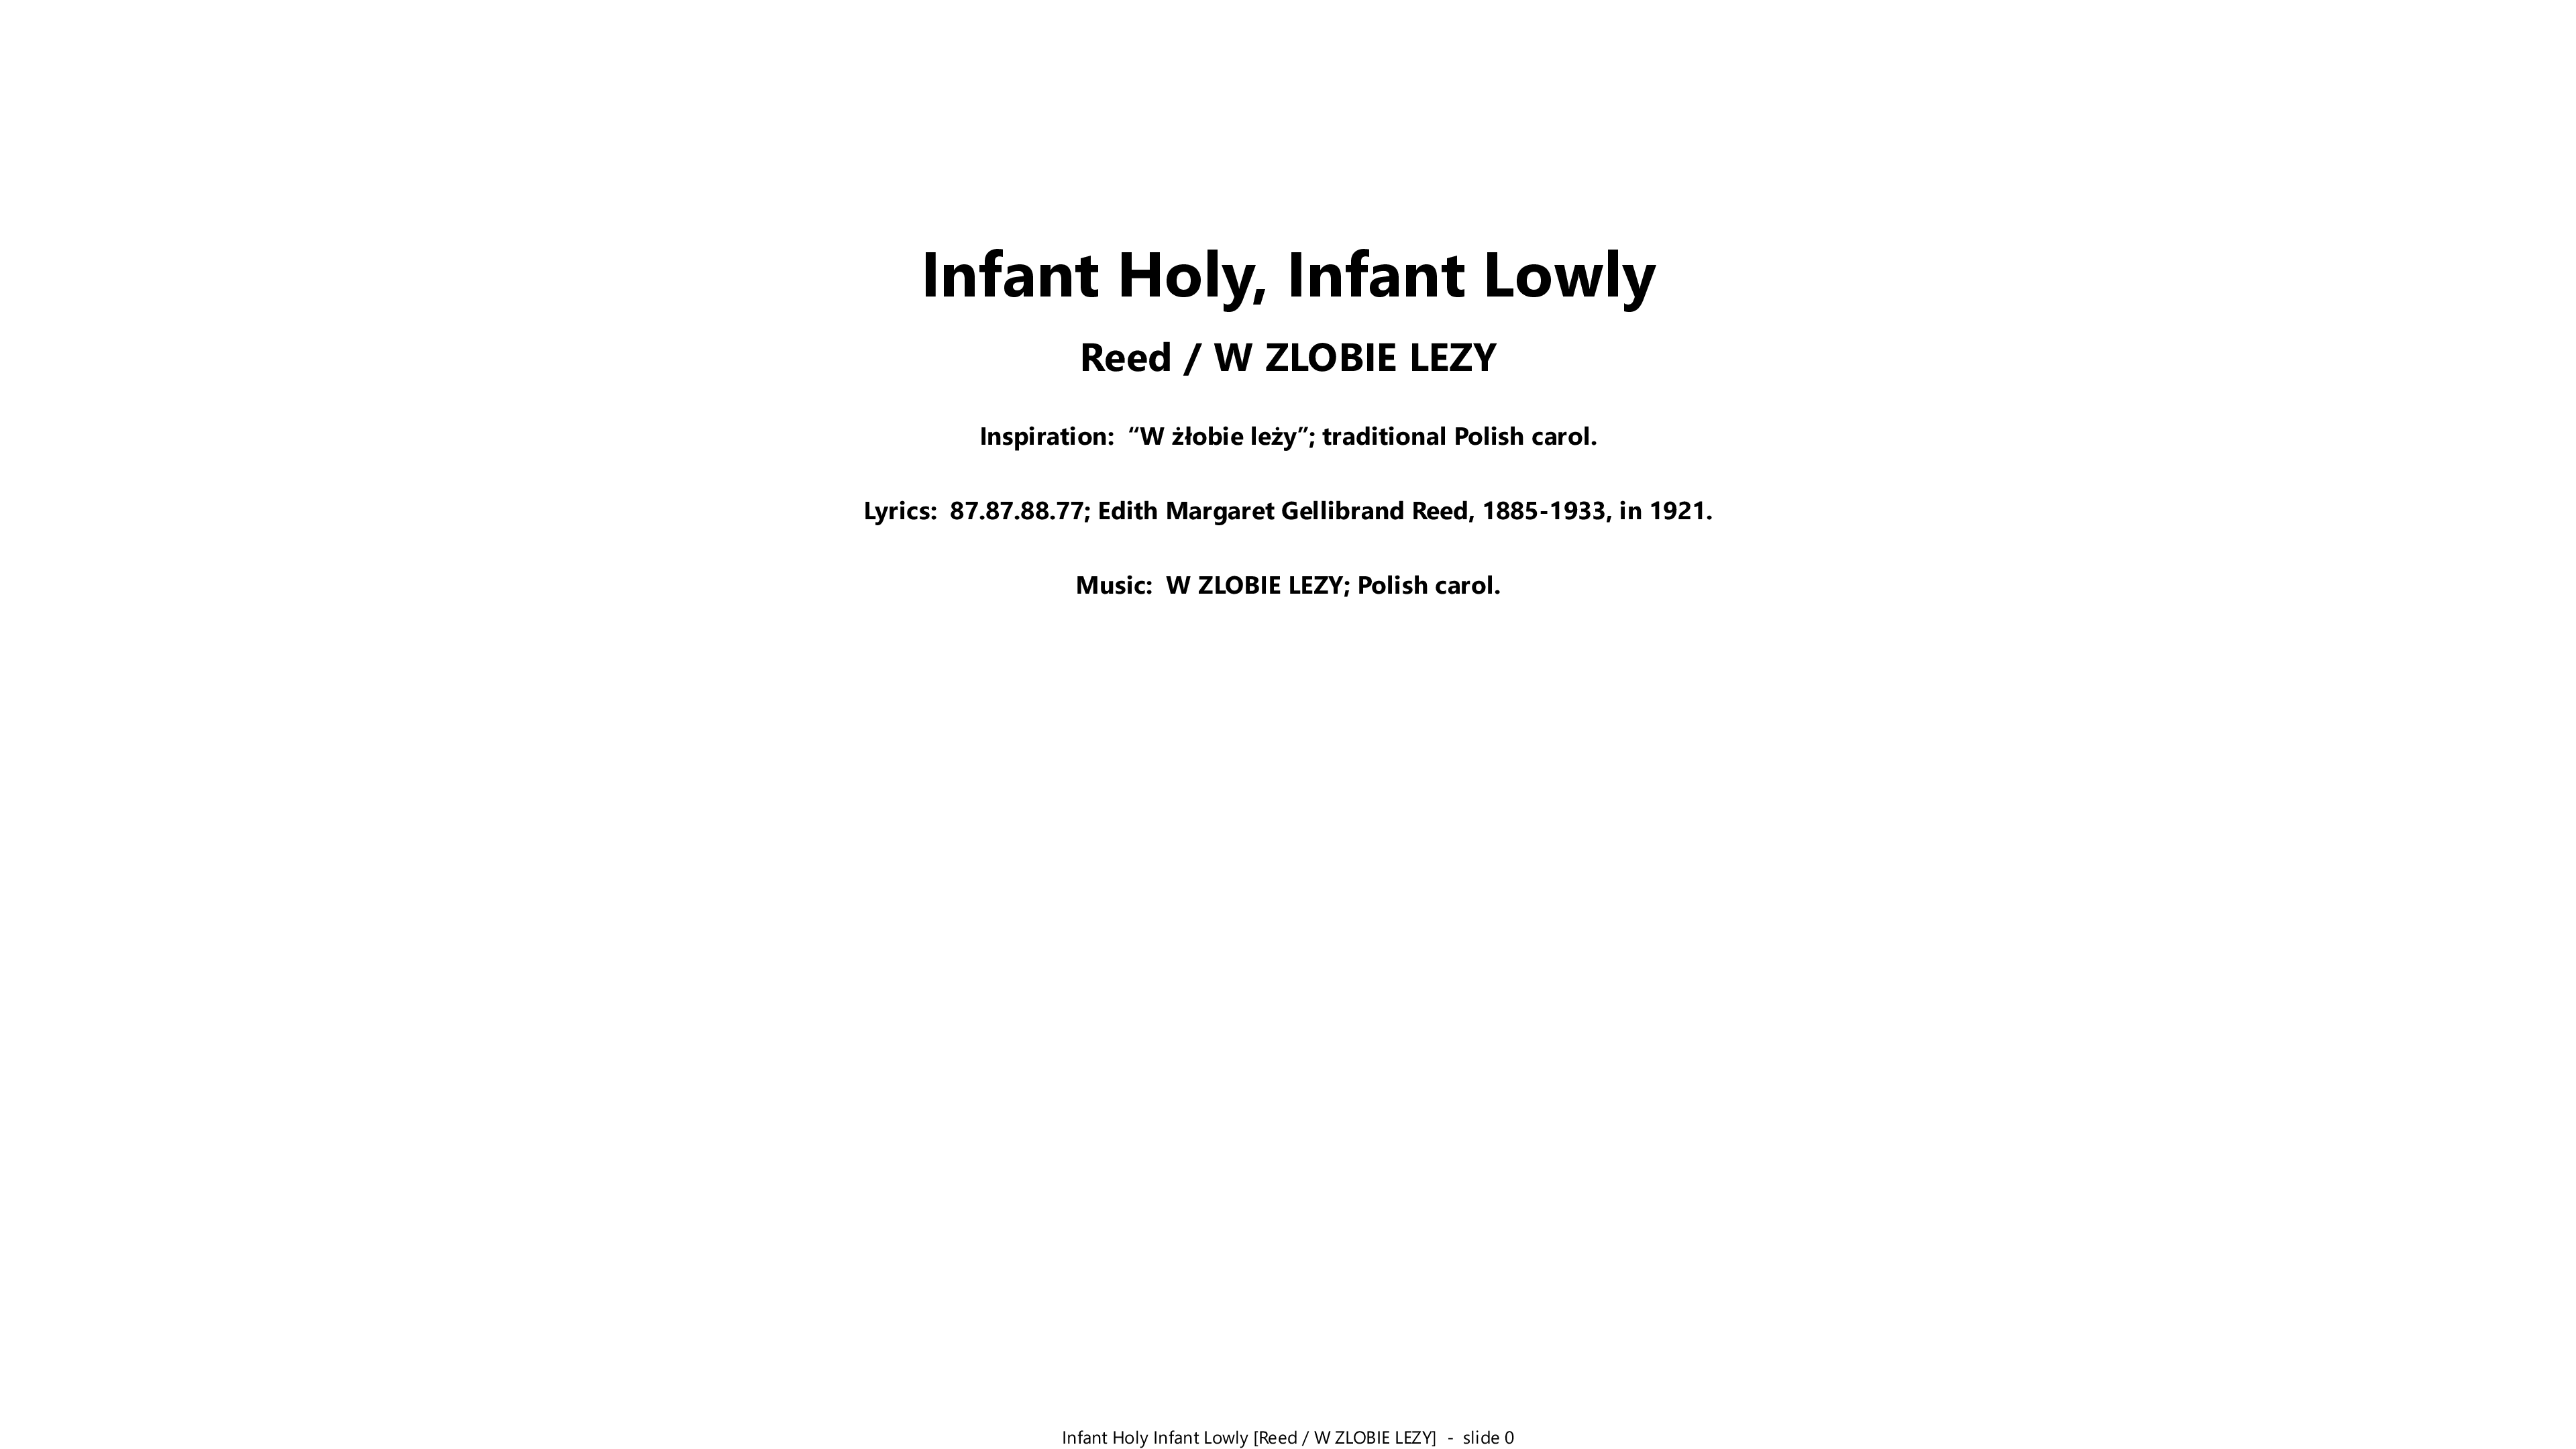 Infant Holy, Infant Lowly
Reed / W ZLOBIE LEZY
Inspiration:  “W żłobie leży”; traditional Polish carol.
Lyrics:  87.87.88.77; Edith Margaret Gellibrand Reed, 1885-1933, in 1921.
Music:  W ZLOBIE LEZY; Polish carol.
Infant Holy Infant Lowly [Reed / W ZLOBIE LEZY]  -  slide 0